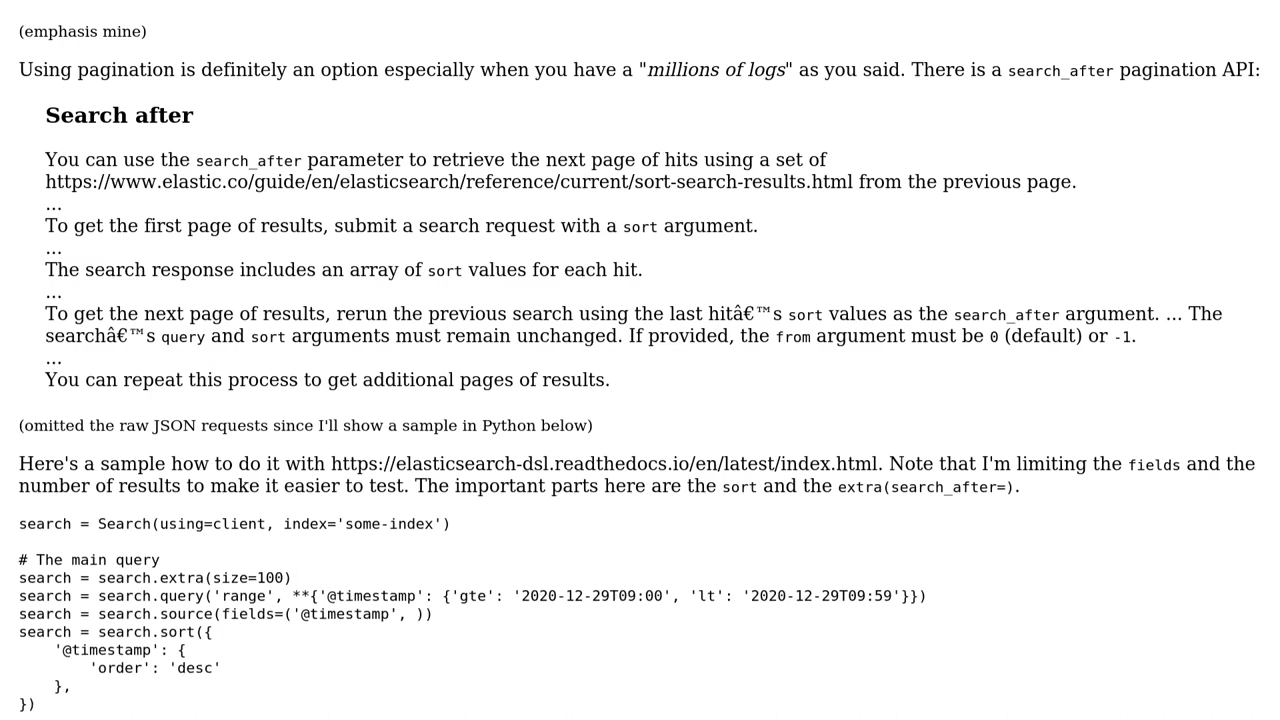 (emphasis mine)
Using pagination is definitely an option especially when you have a "millions of logs" as you said. There is a search_after pagination API:
Search after
You can use the search_after parameter to retrieve the next page of hits using a set of
https://www.elastic.co/guide/en/elasticsearch/reference/current/sort-search-results.html from the previous page.
...
To get the first page of results, submit a search request with a sort argument.
...
The search response includes an array of sort values for each hit.
...
To get the next page of results, rerun the previous search using the last hitâ€™s sort values as the search_after argument. ... The
searchâ€™s query and sort arguments must remain unchanged. If provided, the from argument must be 0 (default) or -1.
...
You can repeat this process to get additional pages of results.
(omitted the raw JSON requests since I'll show a sample in Python below)
Here's a sample how to do it with https://elasticsearch-dsl.readthedocs.io/en/latest/index.html. Note that I'm limiting the fields and the
number of results to make it easier to test. The important parts here are the sort and the extra(search_after=).
search = Search(using=client, index='some-index')
# The main query
search = search.extra(size=100)
search = search.query('range', **{'@timestamp': {'gte': '2020-12-29T09:00', 'lt': '2020-12-29T09:59'}})
search = search.source(fields=('@timestamp', ))
search = search.sort({
    '@timestamp': {
        'order': 'desc'
    },
})